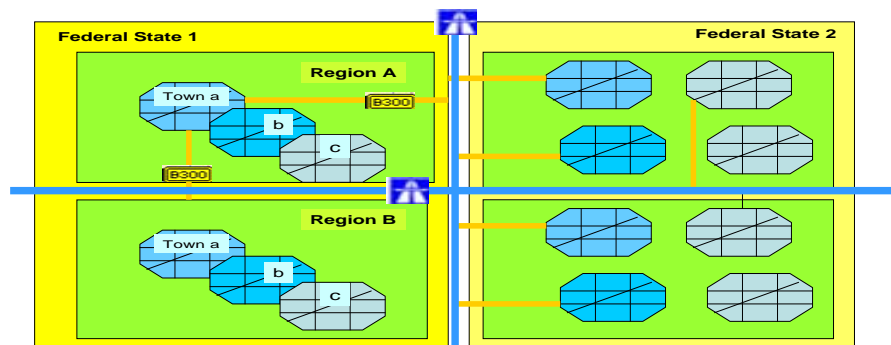 Federal State 1
Federal State 2
Region A
Town a
B300
b
c
B300
Region B
Town a
b
c